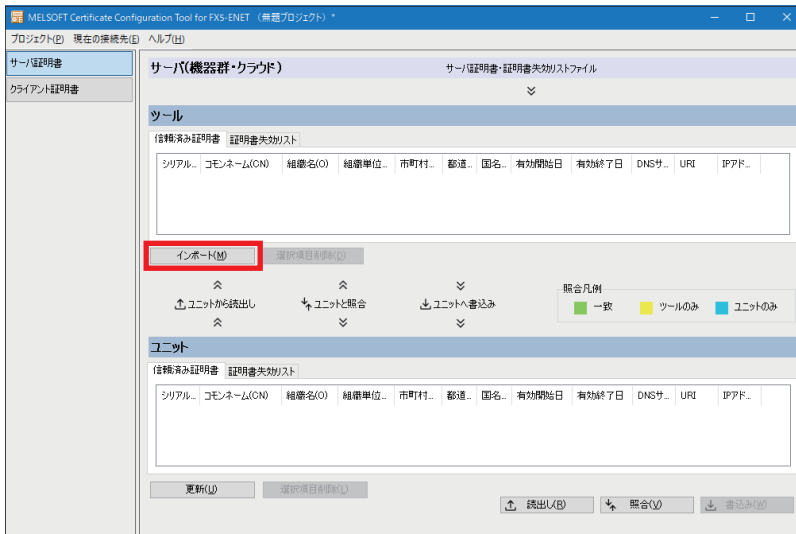 MELSOFT Certificate Configuration Tool for FX5-ENET （無題プロジェクト）*
プロジェクト(P) 現在の接続先(E) ヘルプ(H)
サーバ証明書
クライアント証明書
サーバ(機器群・クラウド)
サーバ証明書・証明書失効リストファイル
ツール
信頼済み証明書 証明書失効リスト
シリアル... コモンネーム(CN) 組織名(O) 組織単位... 市町村... 都道... 国名... 有効開始日 有効終了日 DNSサ... URI IPアド...
インポート(M) 選択項目削除(D)
ユニットから読出し ユニットと照合 ユニットへ書込み
照合凡例
一致 ツールのみ ユニットのみ
ユニット
信頼済み証明書 証明書失効リスト
シリアル... コモンネーム(CN) 組織名(O) 組織単位... 市町村... 都道... 国名... 有効開始日 有効終了日 DNSサ... URI IPアド...
更新(U) 選択項目削除(L)
読出し(R) 照合(V) 書込み(W)